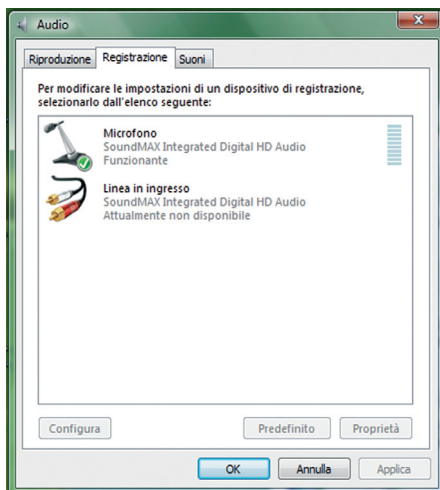 Audio
Riproduzione Registrazione Suoni
Per modificare le impostazioni di un dispositivo di registrazione,
selezionarlo dall'elenco seguente:
Microfono
SoundMAX Integrated Digital HD Audio
Funzionante
Linea in ingresso
SoundMAX Integrated Digital HD Audio
Attualmente non disponibile
Configura Predefinito Proprietà
OK Annulla Applica